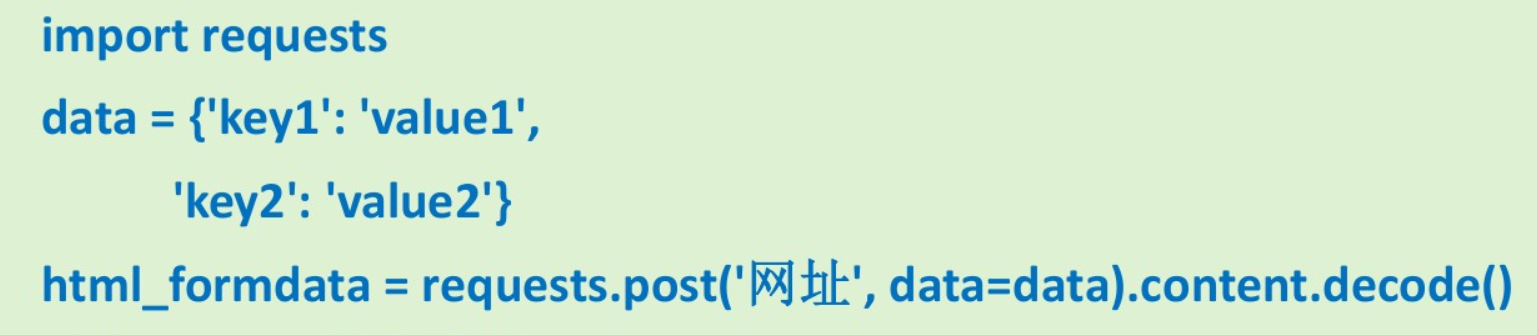 import requests
data = {'key1': 'value1',
'key2': 'value2'}
html_formdata = requests.post('网址', data=data).content.decode()